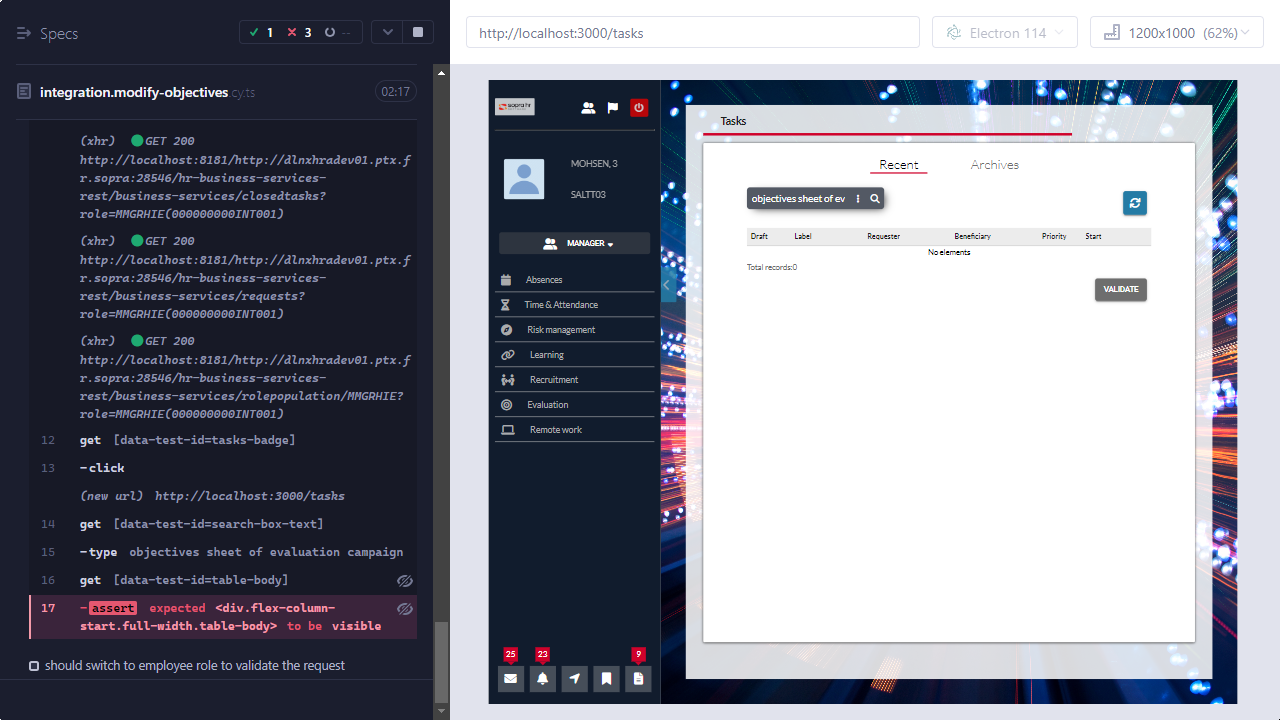 Specs
1
3
--
http://localhost:3000/tasks
Electron 114
1200x1000 (62%)
integration.modify-objectives.cy.ts
02:17
(xhr) GET 200
http://localhost:8181/http://dlnxhradev01.ptx.f
r.sopra:28546/hr-business-services-
rest/business-services/closedtasks?
role=MMGRHIE(000000000INT001)
(xhr) GET 200
http://localhost:8181/http://dlnxhradev01.ptx.f
r.sopra:28546/hr-business-services-
rest/business-services/requests?
role=MMGRHIE(000000000INT001)
(xhr) GET 200
http://localhost:8181/http://dlnxhradev01.ptx.f
r.sopra:28546/hr-business-services-
rest/business-services/rolepopulation/MMGRHIE?
role=MMGRHIE(000000000INT001)
12 get [data-test-id=tasks-badge]
13 -click
(new url) http://localhost:3000/tasks
14 get [data-test-id=search-box-text]
15 -type objectives sheet of evaluation campaign
16 get [data-test-id=table-body]
17 -assert expected <div.flex-column-
start.full-width.table-body> to be visible
should switch to employee role to validate the request
sopra hr
MOHSEN, 3
SALTT03
MANAGER
Absences
Time & Attendance
Risk management
Learning
Recruitment
Evaluation
Remote work
25
23
9
Tasks
Recent
Archives
objectives sheet of ev
Draft Label Requester Beneficiary Priority Start
No elements
Total records:0
VALIDATE